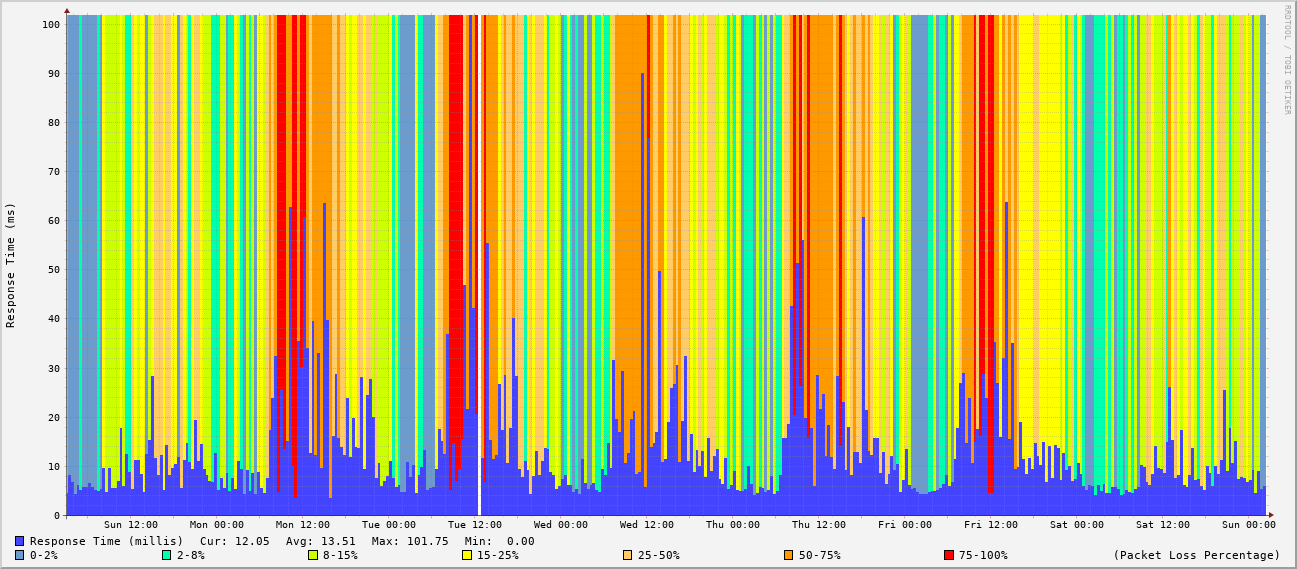 RRDTOOL / TOBI OETIKER
Response Time (ms)
100
90
80
70
60
50
40
30
20
10
0
Sun 12:00 Mon 00:00 Mon 12:00 Tue 00:00 Tue 12:00 Wed 00:00 Wed 12:00 Thu 00:00 Thu 12:00 Fri 00:00 Fri 12:00 Sat 00:00 Sat 12:00 Sun 00:00
Response Time (millis) Cur: 12.05 Avg: 13.51 Max: 101.75 Min: 0.00
0-2% 2-8% 8-15% 15-25% 25-50% 50-75% 75-100% (Packet Loss Percentage)